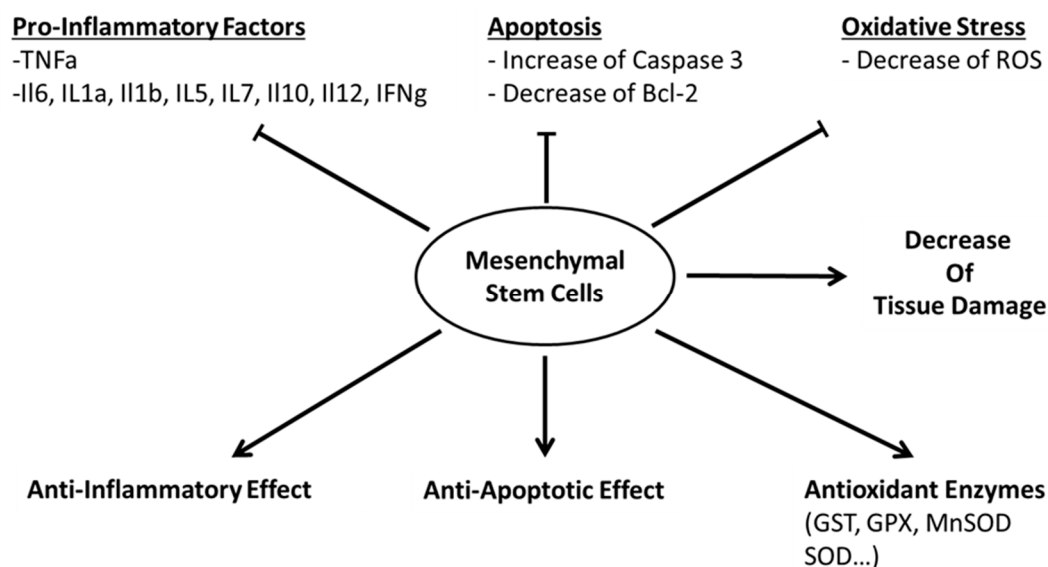 Pro-Inflammatory Factors
-TNFa
-Il6, IL1a, Il1b, IL5, IL7, Il10, Il12, IFNg
Apoptosis
- Increase of Caspase 3
- Decrease of Bcl-2
Oxidative Stress
- Decrease of ROS
Mesenchymal
Stem Cells
Decrease
Of
Tissue Damage
Anti-Inflammatory Effect
Anti-Apoptotic Effect
Antioxidant Enzymes
(GST, GPX, MnSOD
SOD...)